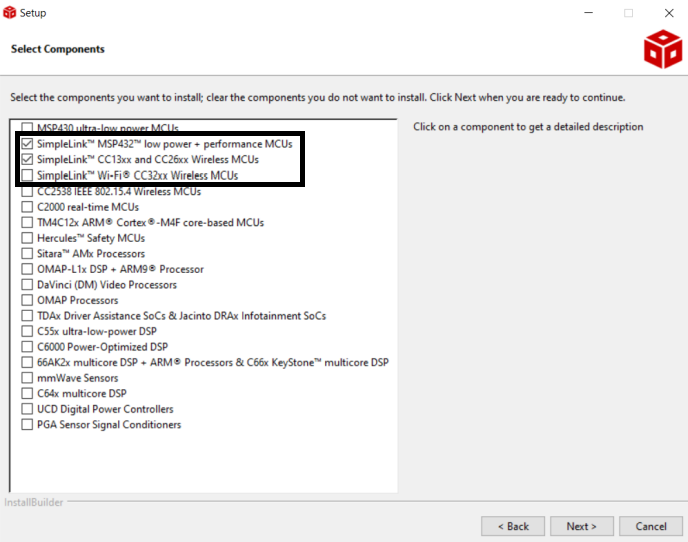 Setup
Select Components
Select the components you want to install; clear the components you do not want to install. Click Next when you are ready to continue.
MSP430 ultra-low power MCUs
Click on a component to get a detailed description
SimpleLink™ MSP432™ low power + performance MCUs
SimpleLink™ CC13xx and CC26xx Wireless MCUs
SimpleLink™ Wi-Fi® CC32xx Wireless MCUs
CC2538 IEEE 802.15.4 Wireless MCUs
C2000 real-time MCUs
TM4C12x ARM® Cortex®-M4F core-based MCUs
Hercules™ Safety MCUs
Sitara™ AMx Processors
OMAP-L1x DSP + ARM9® Processor
DaVinci (DM) Video Processors
OMAP Processors
TDAx Driver Assistance SoCs & Jacinto DRAx Infotainment SoCs
C55x ultra-low-power DSP
C6000 Power-Optimized DSP
66AK2x multicore DSP + ARM® Processors & C66x KeyStone™ multicore DSP
mmWave Sensors
C64x multicore DSP
UCD Digital Power Controllers
PGA Sensor Signal Conditioners
InstallBuilder
< Back
Next >
Cancel